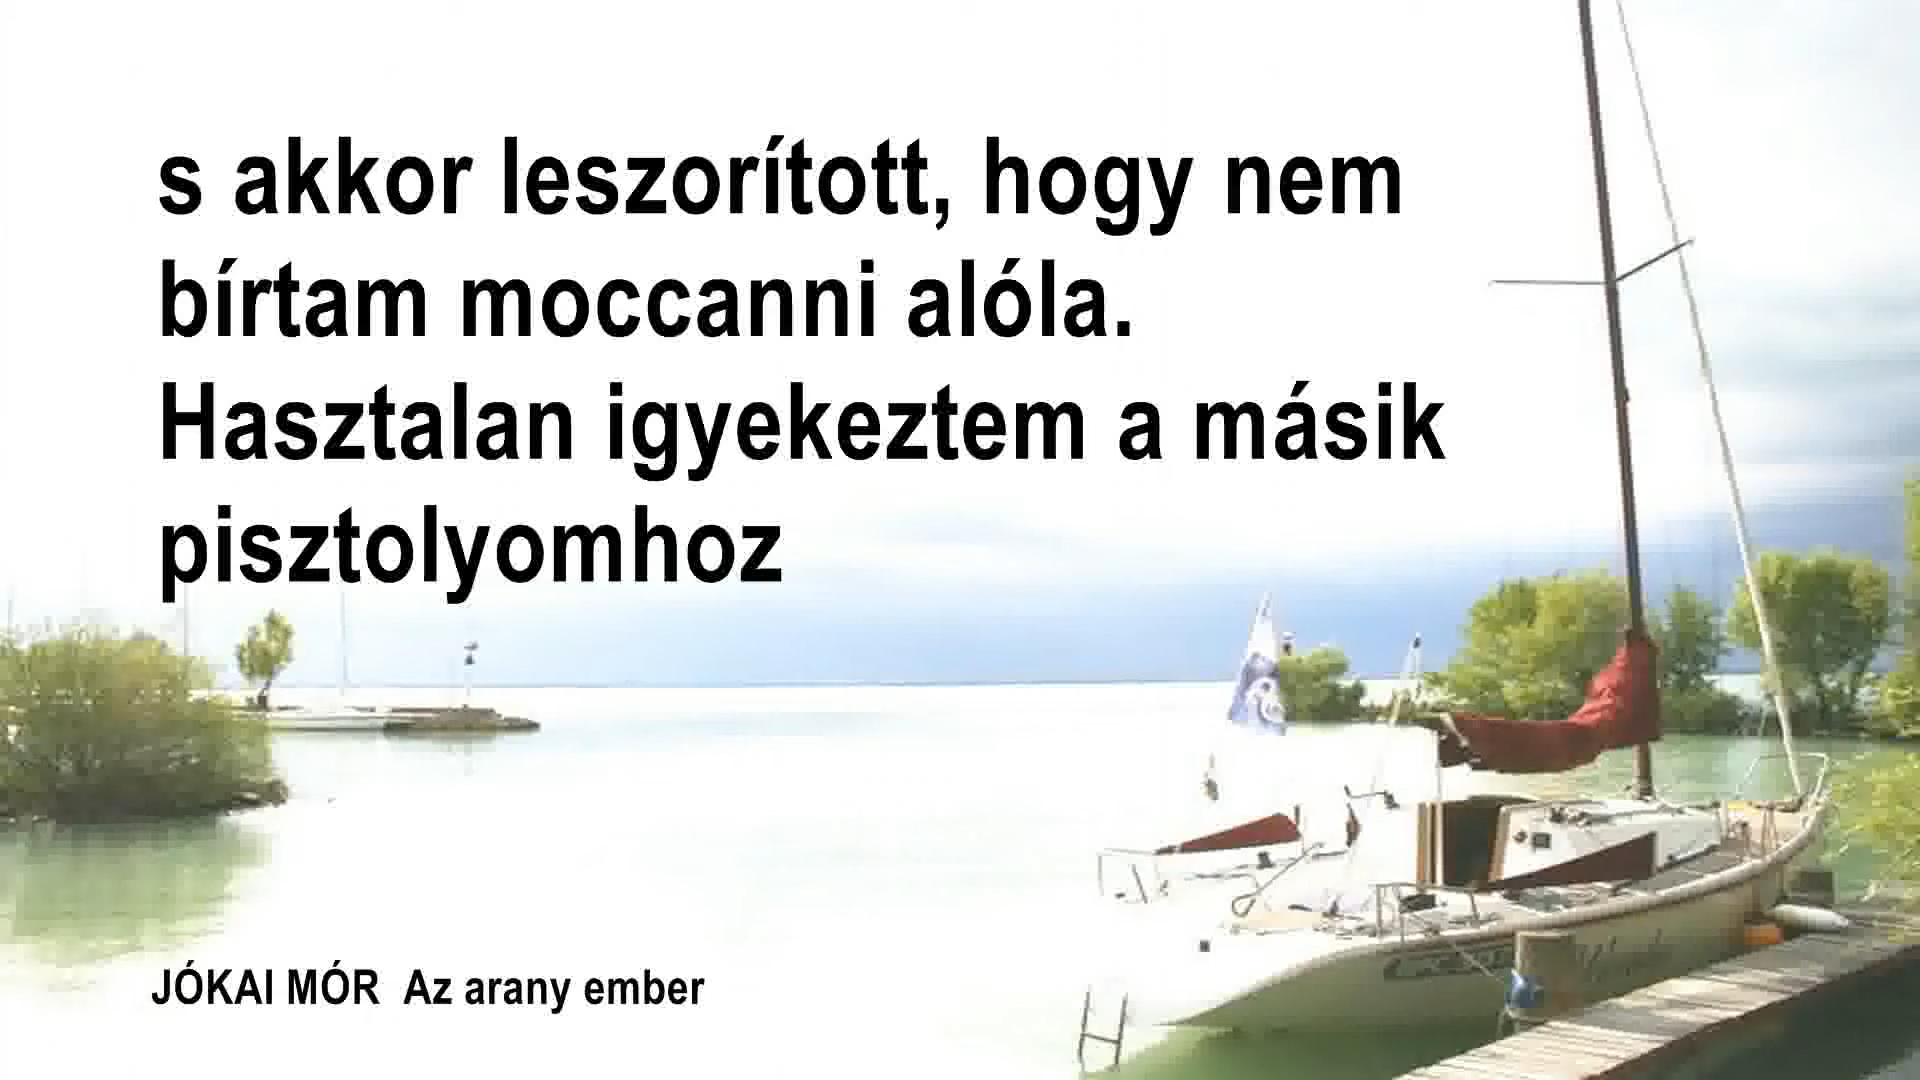 s akkor leszorított, hogy nem
bírtam moccanni alóla.
Hasztalan igyekeztem a másik
pisztolyomhoz
JÓKAI MÓR Az arany ember